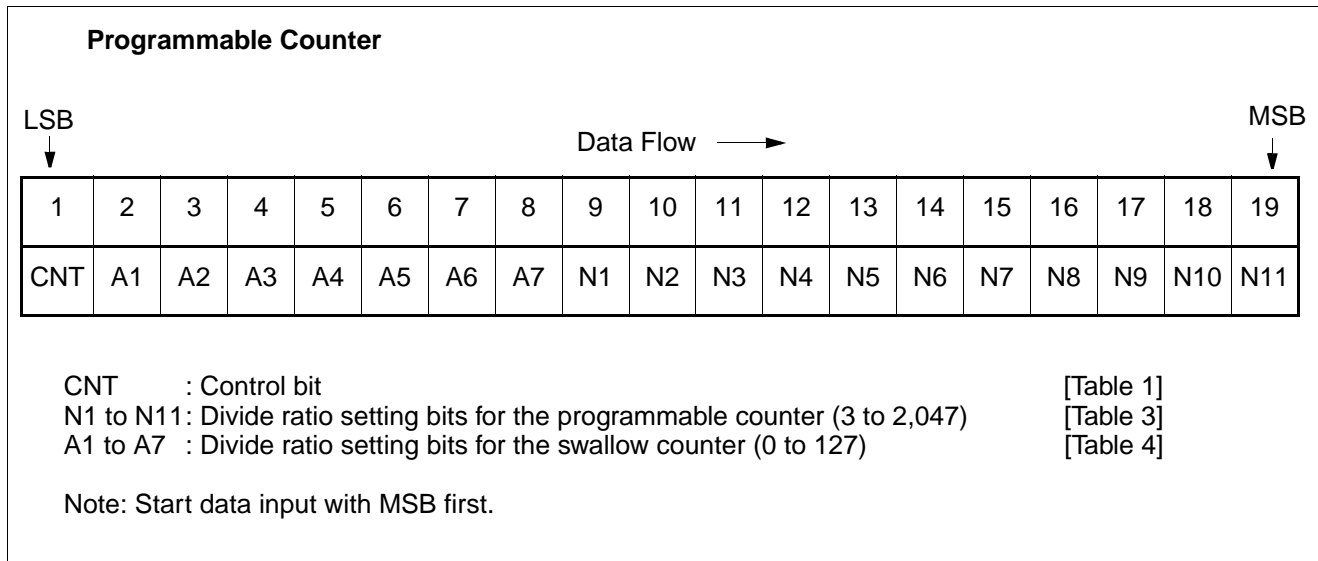 Programmable Counter
LSB
MSB
Data Flow
1 2 3 4 5 6 7 8 9 10 11 12 13 14 15 16 17 18 19
CNT A1 A2 A3 A4 A5 A6 A7 N1 N2 N3 N4 N5 N6 N7 N8 N9 N10 N11
CNT : Control bit [Table 1]
N1 to N11: Divide ratio setting bits for the programmable counter (3 to 2,047) [Table 3]
A1 to A7 : Divide ratio setting bits for the swallow counter (0 to 127) [Table 4]
Note: Start data input with MSB first.